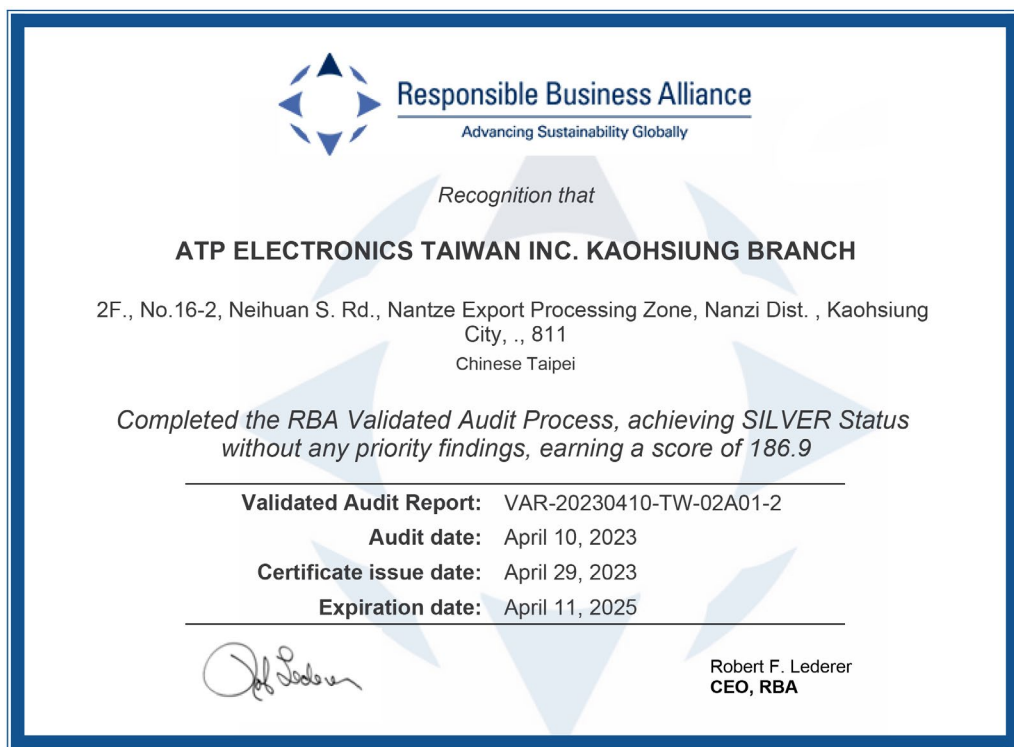 Responsible Business Alliance
Advancing Sustainability Globally
Recognition that
ATP ELECTRONICS TAIWAN INC. KAOHSIUNG BRANCH
2F., No.16-2, Neihuan S. Rd., Nantze Export Processing Zone, Nanzi Dist. , Kaohsiung
City, ., 811
Chinese Taipei
Completed the RBA Validated Audit Process, achieving SILVER Status
without any priority findings, earning a score of 186.9
Validated Audit Report: VAR-20230410-TW-02A01-2
Audit date: April 10, 2023
Certificate issue date: April 29, 2023
Expiration date: April 11, 2025
Robert F. Lederer
CEO, RBA